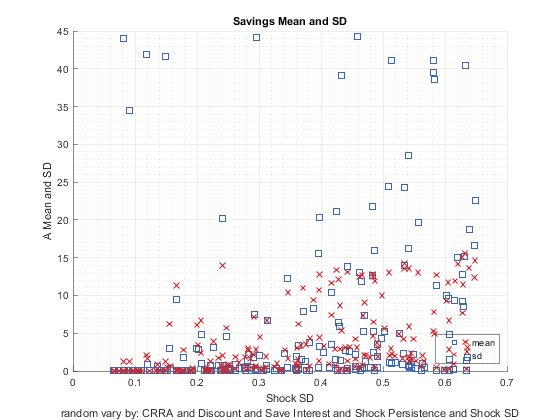 Savings Mean and SD
45
40
35
30
25
20
15
10
5
0
A Mean and SD
mean
sd
0 0.1 0.2 0.3 0.4 0.5 0.6 0.7
Shock SD
random vary by: CRRA and Discount and Save Interest and Shock Persistence and Shock SD